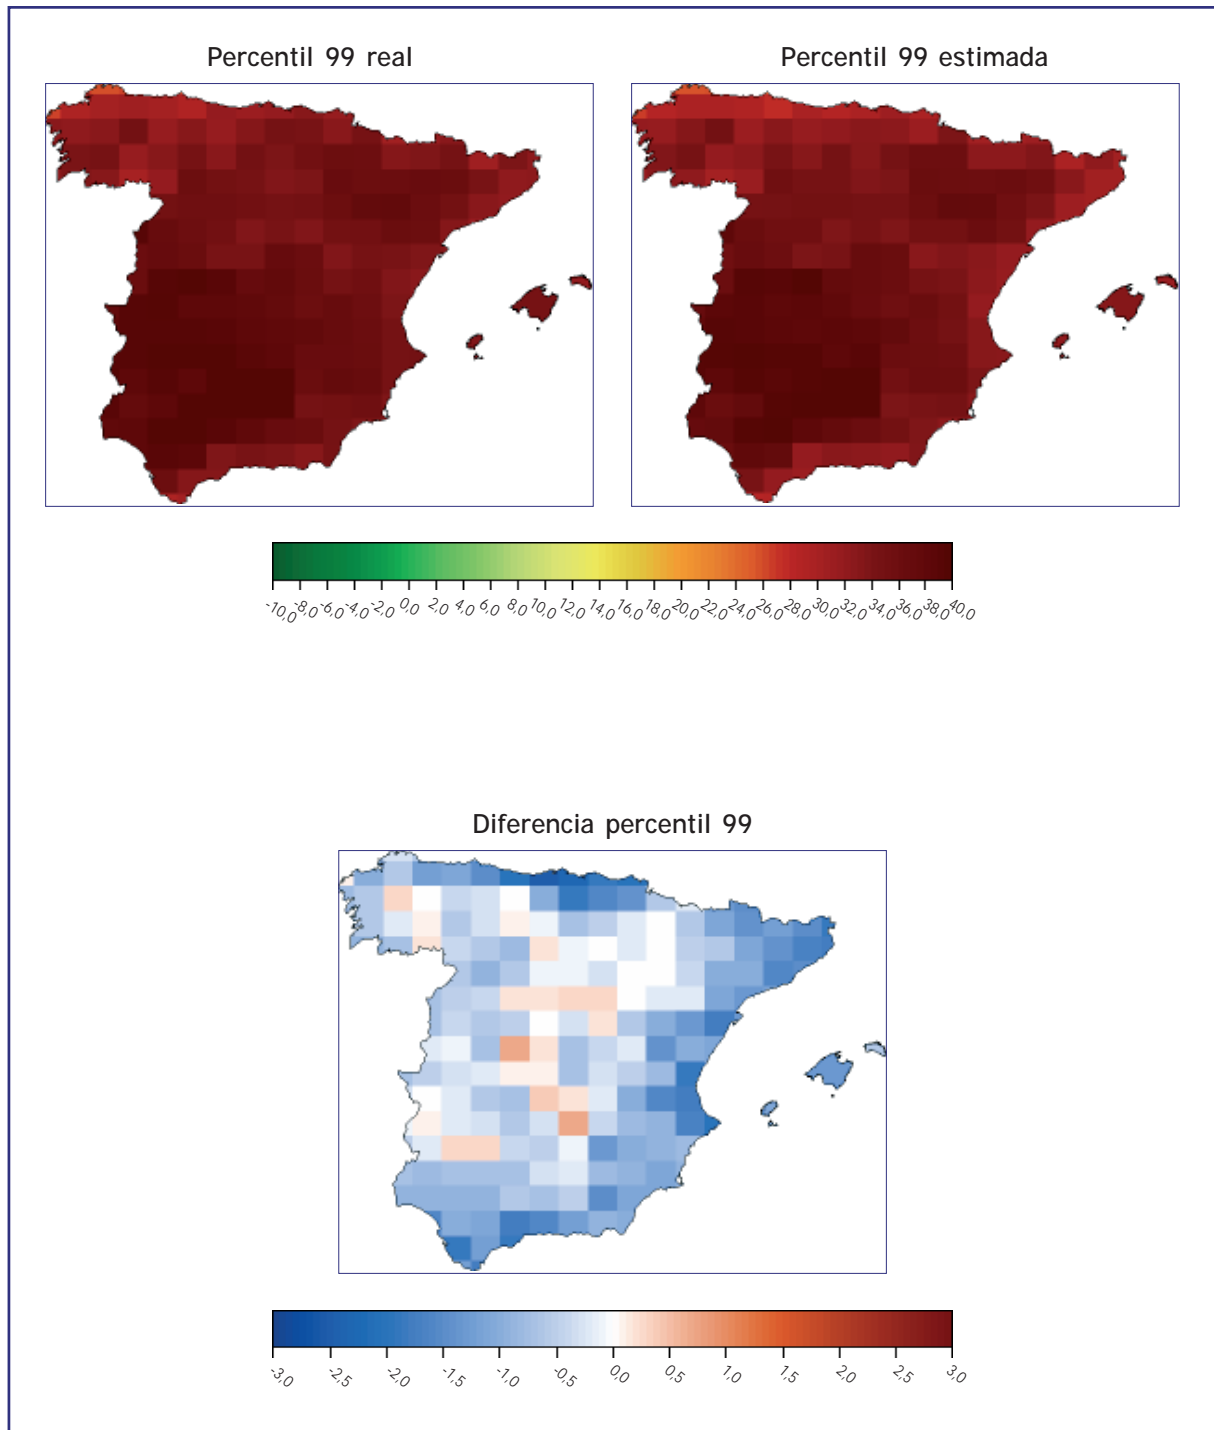 Percentil 99 real
Percentil 99 estimada
-10,0 -8,0 -6,0 -4,0 -2,0 0,0 2,0 4,0 6,0 8,0 10,0 12,0 14,0 16,0 18,0 20,0 22,0 24,0 26,0 28,0 30,0 32,0 34,0 36,0 38,0 40,0
Diferencia percentil 99
-3,0 -2,5 -2,0 -1,5 -1,0 -0,5 0,0 0,5 1,0 1,5 2,0 2,5 3,0